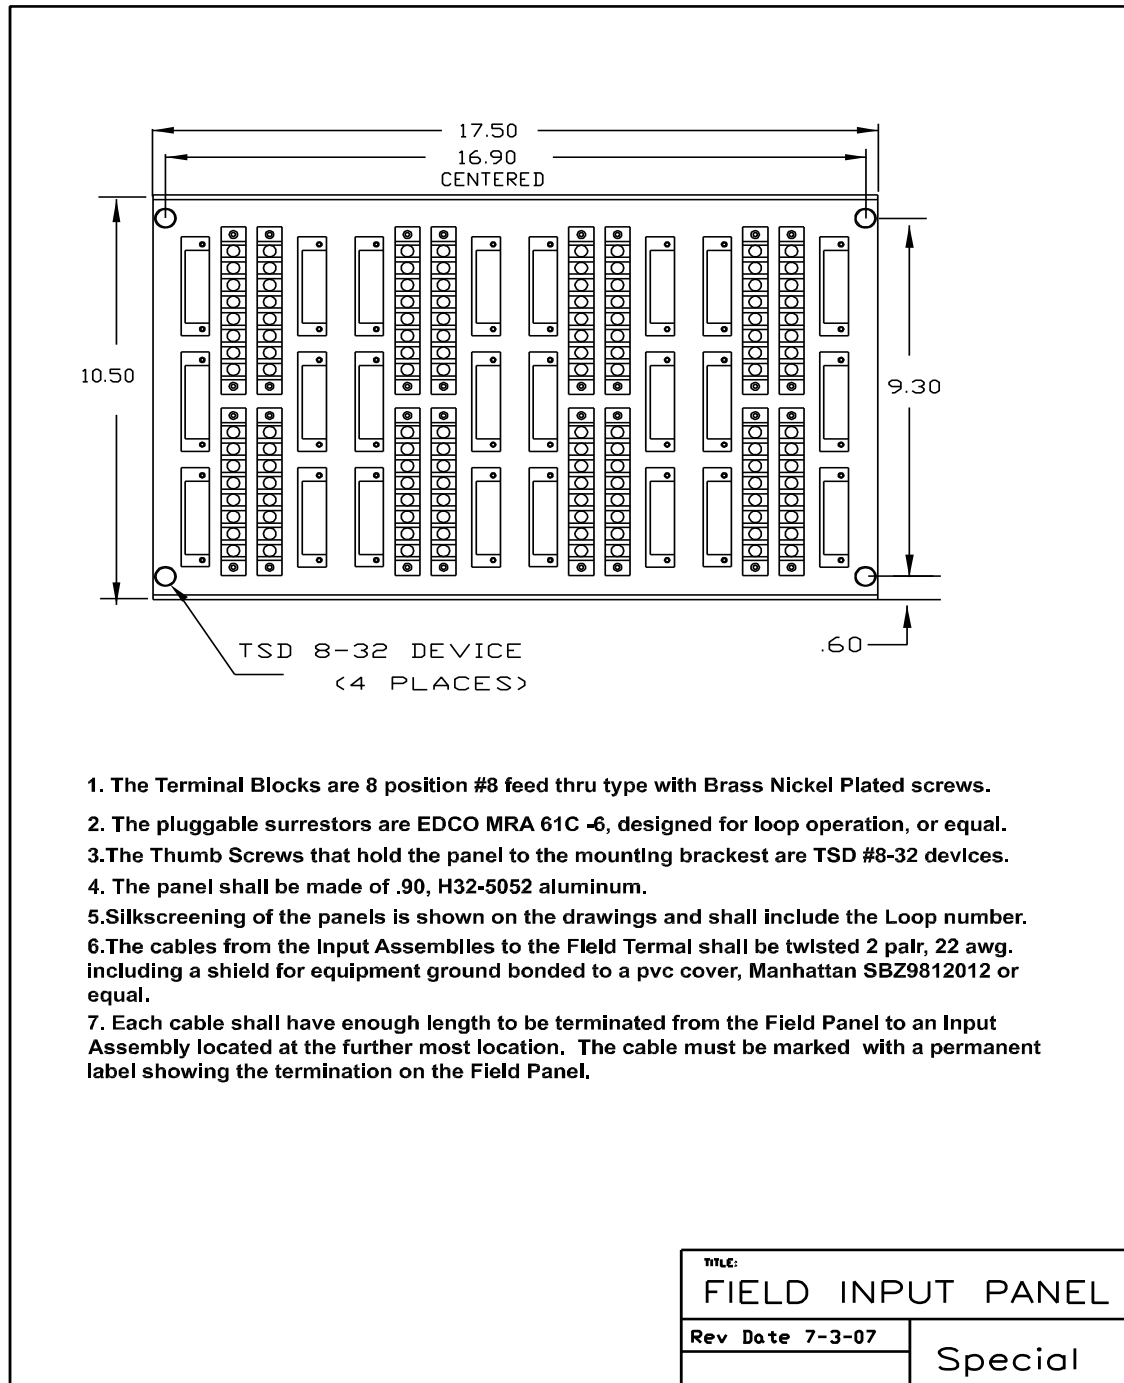 17.50
16.90
CENTERED
10.50
9.30
.60
TSD 8-32 DEVICE
(4 PLACES)
1. The Terminal Blocks are 8 position #8 feed thru type with Brass Nickel Plated screws.
2. The pluggable surrestors are EDCO MRA 61C -6, designed for loop operation, or equal.
3.The Thumb Screws that hold the panel to the mounting brackest are TSD #8-32 devices.
4. The panel shall be made of .90, H32-5052 aluminum.
5.Silkscreening of the panels is shown on the drawings and shall include the Loop number.
6.The cables from the Input Assemblies to the Field Termal shall be twisted 2 pair, 22 awg.
including a shield for equipment ground bonded to a pvc cover, Manhattan SBZ9812012 or
equal.
7. Each cable shall have enough length to be terminated from the Field Panel to an Input
Assembly located at the further most location.  The cable must be marked  with a permanent
label showing the termination on the Field Panel.
TITLE:
FIELD INPUT PANEL
Rev Date 7-3-07
Special